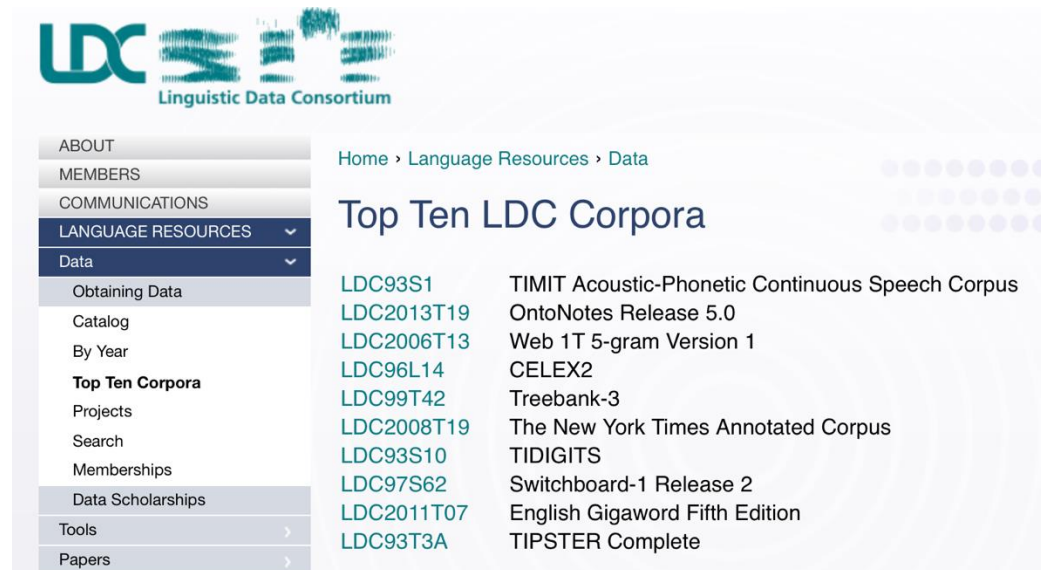 LDC
Linguistic Data Consortium
ABOUT
MEMBERS
COMMUNICATIONS
LANGUAGE RESOURCES
Data
Obtaining Data
Catalog
By Year
Top Ten Corpora
Projects
Search
Memberships
Data Scholarships
Tools
Papers
Home › Language Resources › Data
Top Ten LDC Corpora
LDC93S1 TIMIT Acoustic-Phonetic Continuous Speech Corpus
LDC2013T19 OntoNotes Release 5.0
LDC2006T13 Web 1T 5-gram Version 1
LDC96L14 CELEX2
LDC99T42 Treebank-3
LDC2008T19 The New York Times Annotated Corpus
LDC93S10 TIDIGITS
LDC97S62 Switchboard-1 Release 2
LDC2011T07 English Gigaword Fifth Edition
LDC93T3A TIPSTER Complete